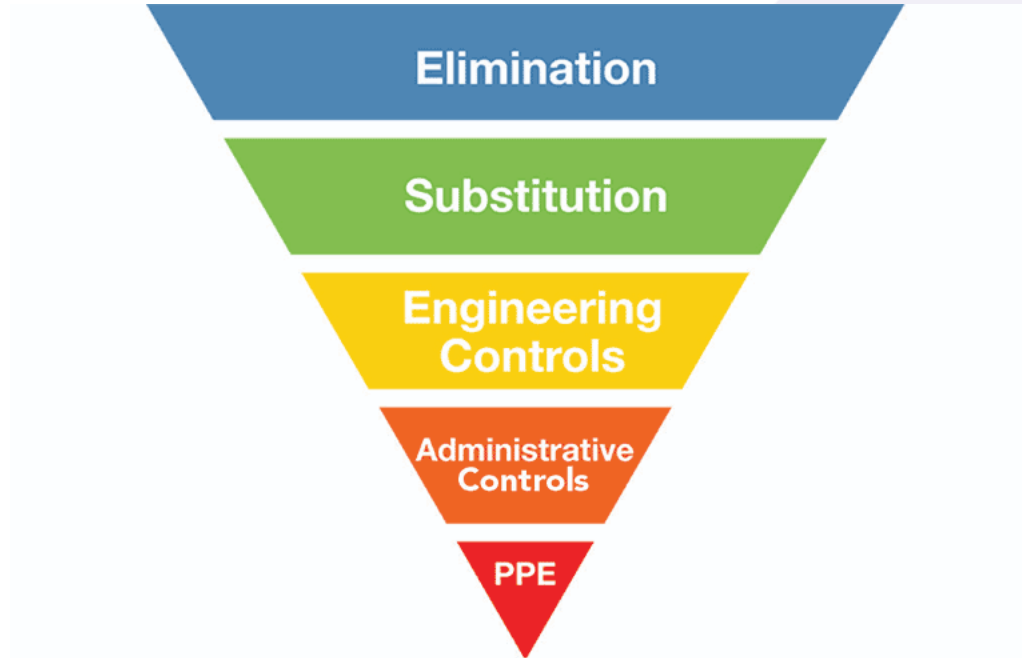 Elimination
Substitution
Engineering
Controls
Administrative
Controls
PPE